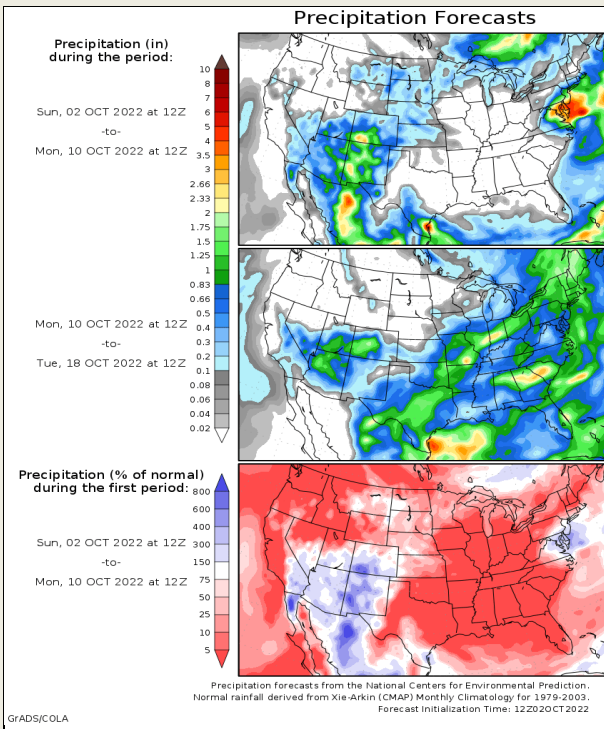 Precipitation Forecasts
Precipitation (in)
during the period:
Sun, 02 OCT 2022 at 12Z
-to-
Mon, 10 OCT 2022 at 12Z
Mon, 10 OCT 2022 at 12Z
-to-
Tue, 18 OCT 2022 at 12Z
10
8
7
6
5
4
3.5
3
2.66
2.33
2
1.75
1.5
1.25
1
0.83
0.66
0.5
0.4
0.3
0.2
0.1
0.08
0.06
0.04
0.02
Precipitation (% of normal)
during the first period:
Sun, 02 OCT 2022 at 12Z
-to-
Mon, 10 OCT 2022 at 12Z
800
600
400
300
150
75
50
25
10
5
Precipitation forecasts from the National Centers for Environmental Prediction.
Normal rainfall derived from Xie-Arkin (CMAP) Monthly Climatology for 1979-2003.
Forecast Initialization Time: 12Z02OCT2022
GrADS/COLA